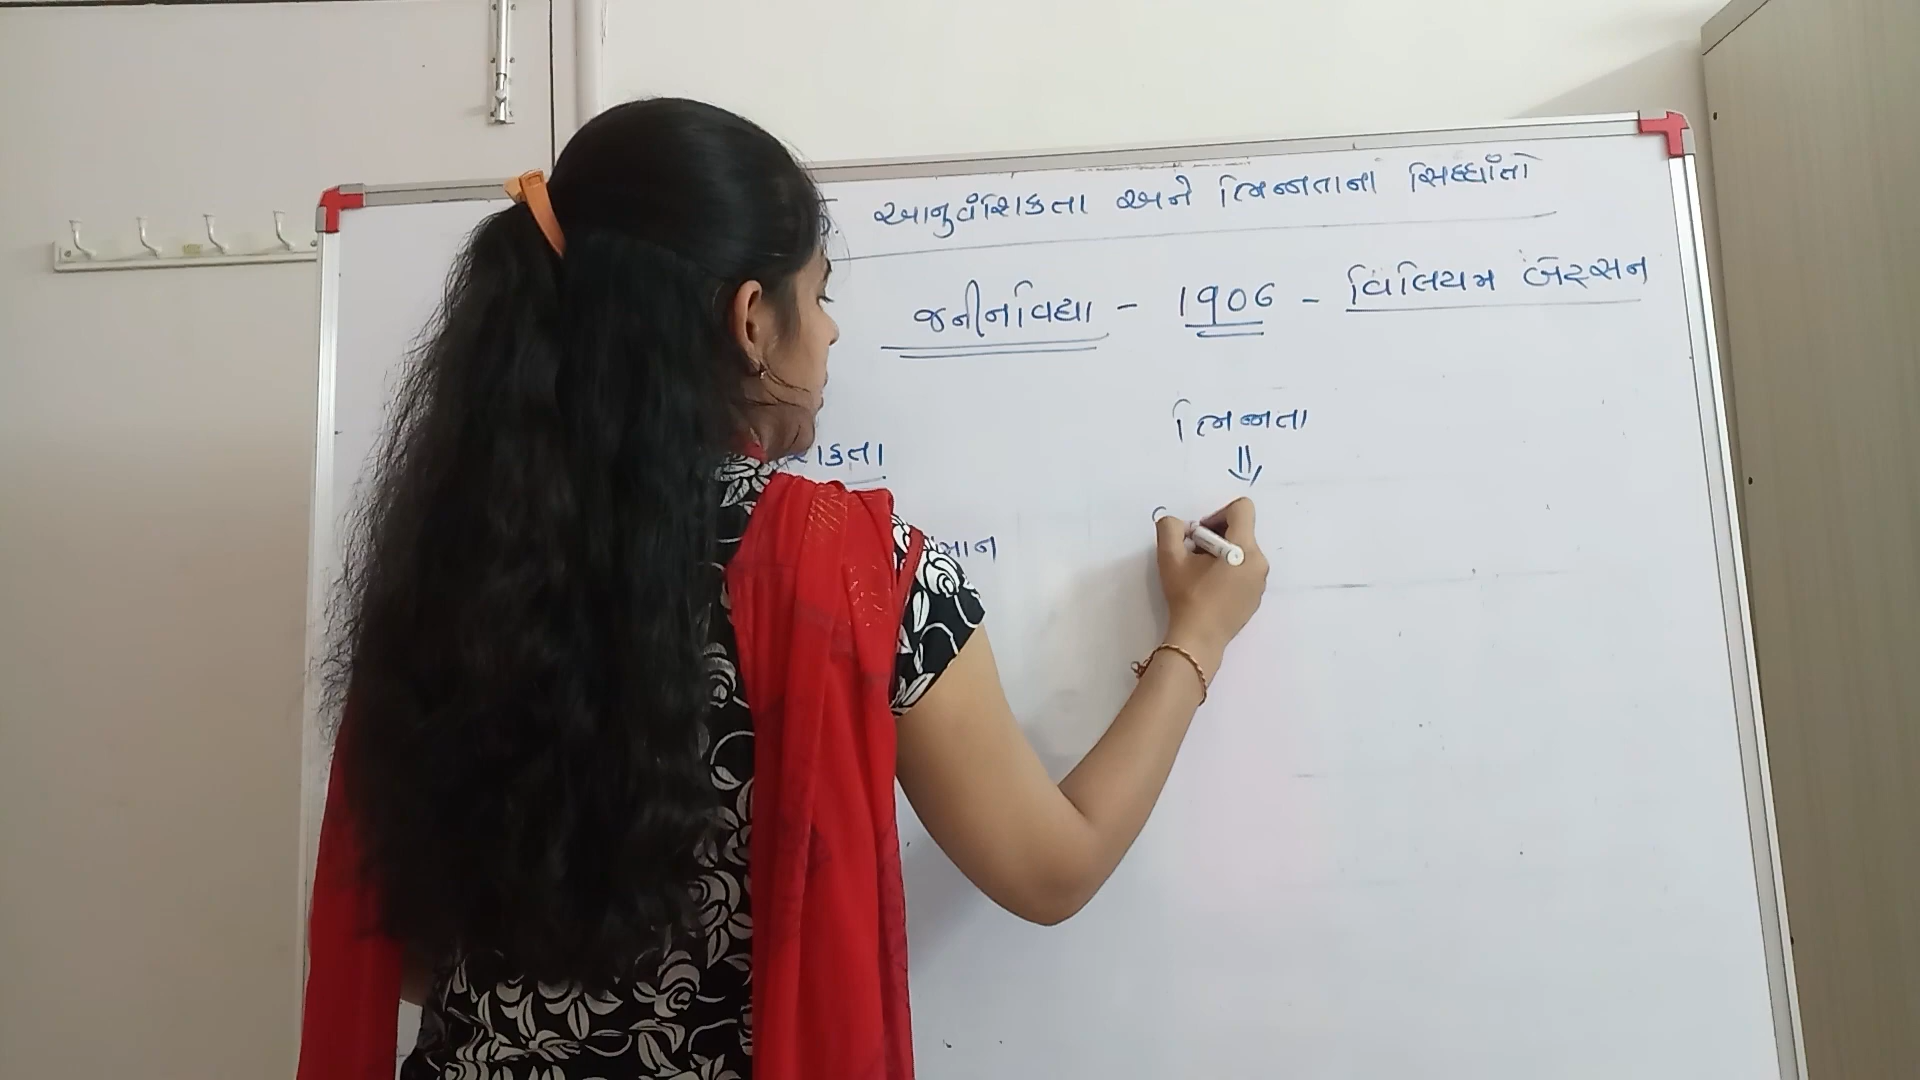 આનુવંશિકતા અને ભિન્નતાના સિધ્ધાંતો
જનીનવિદ્યા - 1906 - વિલિયમ બેટ્સન
ભિન્નતા